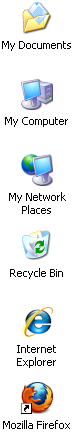 My Documents
My Computer
My Network
Places
Recycle Bin
Internet
Explorer
Mozilla Firefox